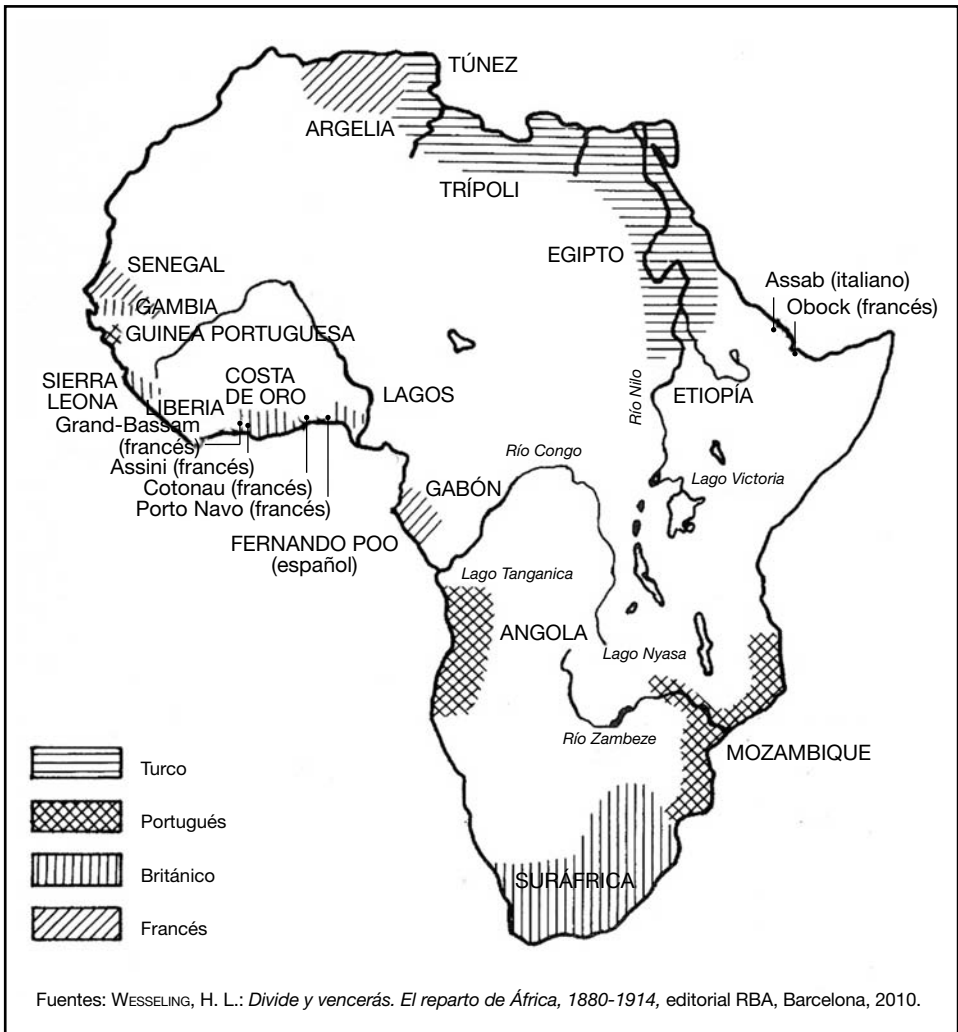 TÚNEZ
ARGELIA
TRÍPOLI
EGIPTO
SENEGAL
Assab (italiano)
GAMBIA
Obock (francés)
GUINEA PORTUGUESA
SIERRA
LEONA
COSTA
DE ORO
LAGOS
LIBERIA
Río Nilo
ETIOPÍA
Grand-Bassam
(francés)
Río Congo
Assini (francés)
Lago Victoria
Cotonau (francés)
GABÓN
Porto Navo (francés)
FERNANDO POO
(español)
Lago Tanganica
ANGOLA
Lago Nyasa
Río Zambeze
MOZAMBIQUE
Turco
Portugués
Británico
SURÁFRICA
Francés
Fuentes: WESSELING, H. L.: Divide y vencerás. El reparto de África, 1880-1914, editorial RBA, Barcelona, 2010.